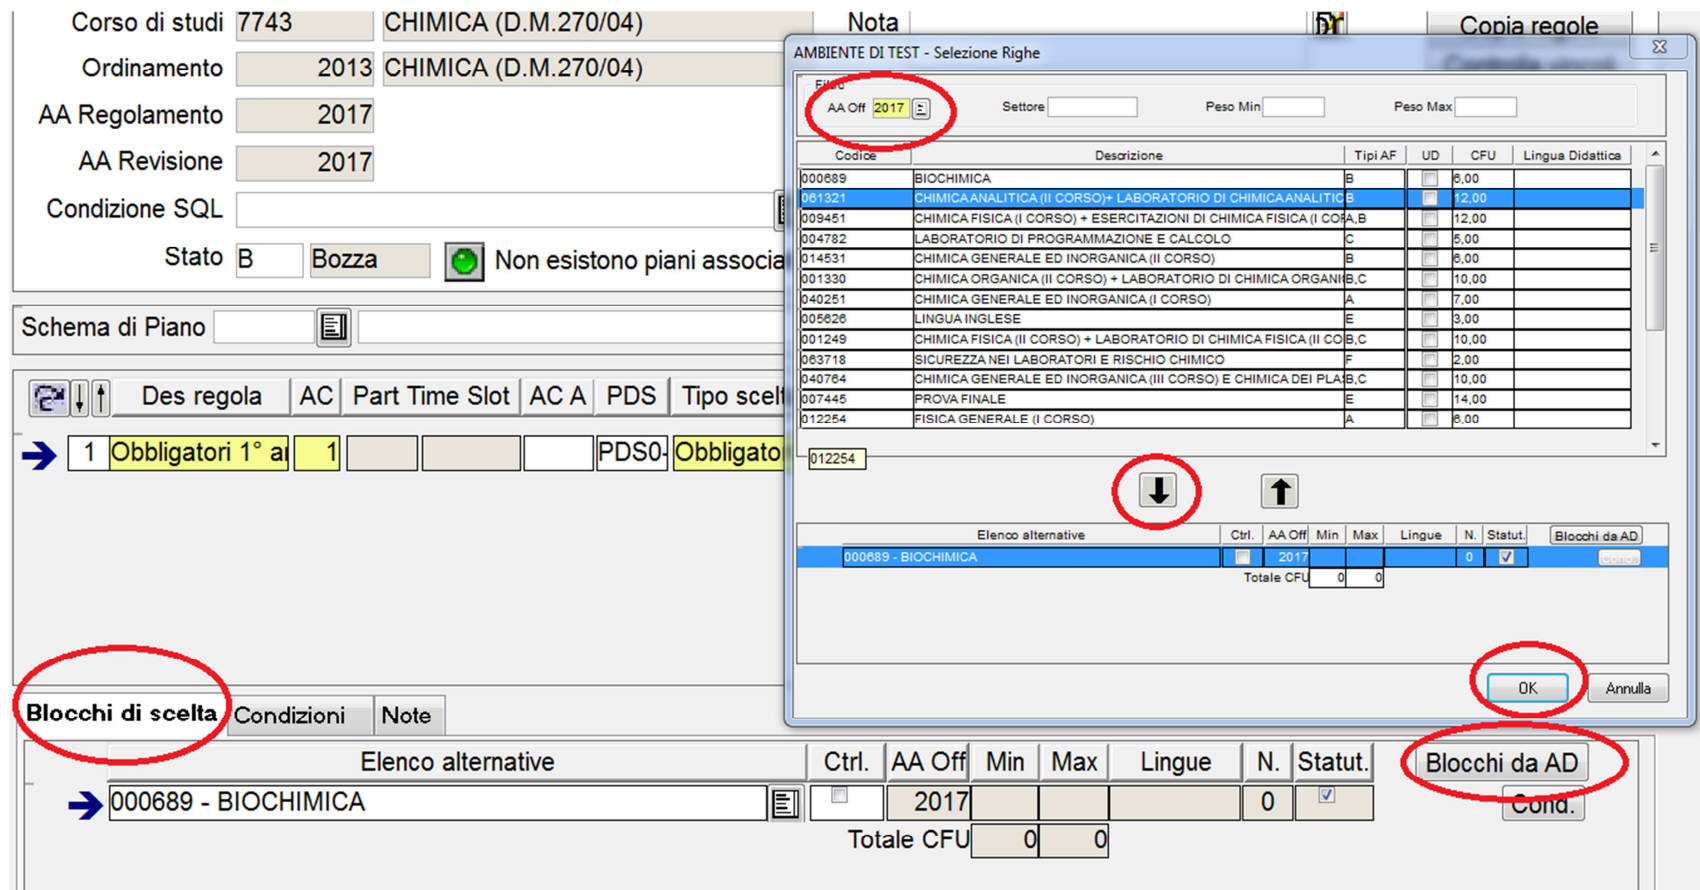 Corso di studi 7743 CHIMICA (D.M.270/04) Nota Copia regole
Ordinamento 2013 CHIMICA (D.M.270/04)
AA Regolamento 2017
AA Revisione 2017
Condizione SQL
Stato B Bozza Non esistono piani associa
Schema di Piano
Des regola AC Part Time Slot AC A PDS Tipo scelt
1 Obbligatori 1° a 1 PDS0- Obbligato
AMBIENTE DI TEST - Selezione Righe
Filtro
AA Off 2017 Settore Peso Min Peso Max
Codice Descrizione Tipi AF UD CFU Lingua Didattica
000689 BIOCHIMICA B 6,00
061321 CHIMICA ANALITICA (II CORSO)+ LABORATORIO DI CHIMICA ANALITIC B 12,00
009451 CHIMICA FISICA (I CORSO) + ESERCITAZIONI DI CHIMICA FISICA (I CO A,B 12,00
004782 LABORATORIO DI PROGRAMMAZIONE E CALCOLO C 5,00
014531 CHIMICA GENERALE ED INORGANICA (II CORSO) B 6,00
001330 CHIMICA ORGANICA (II CORSO) + LABORATORIO DI CHIMICA ORGANI B,C 10,00
040251 CHIMICA GENERALE ED INORGANICA (I CORSO) A 7,00
005626 LINGUA INGLESE E 3,00
001249 CHIMICA FISICA (II CORSO) + LABORATORIO DI CHIMICA FISICA (II CO B,C 10,00
063718 SICUREZZA NEI LABORATORI E RISCHIO CHIMICO F 2,00
040764 CHIMICA GENERALE ED INORGANICA (III CORSO) E CHIMICA DEI PLA B,C 10,00
007445 PROVA FINALE E 14,00
012254 FISICA GENERALE (I CORSO) A 6,00
012254
Elenco alternative Ctrl. AA Off Min Max Lingue N. Statut. Blocchi da AD
000689 - BIOCHIMICA 2017 0 Cond.
Totale CFU 0 0
OK Annulla
Blocchi di scelta Condizioni Note
Elenco alternative Ctrl. AA Off Min Max Lingue N. Statut. Blocchi da AD
000689 - BIOCHIMICA 2017 0 Cond.
Totale CFU 0 0